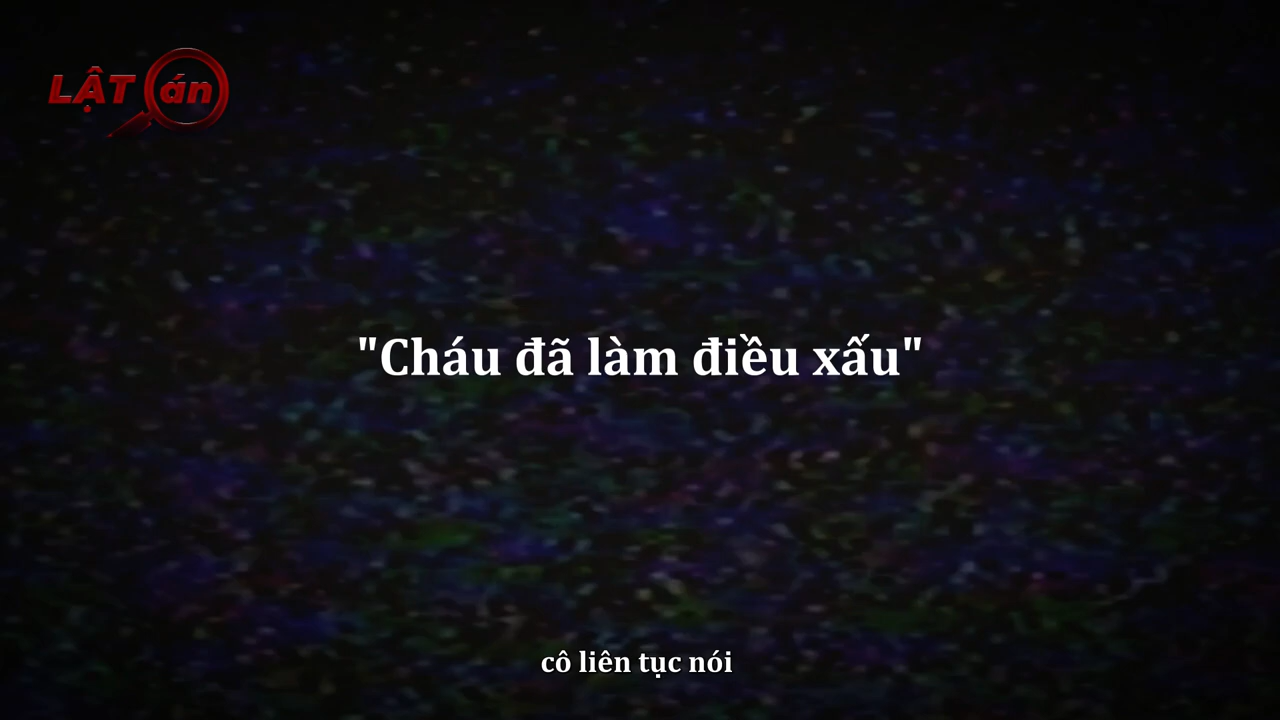 LẬT án
"Cháu đã làm điều xấu"
cô liên tục nói